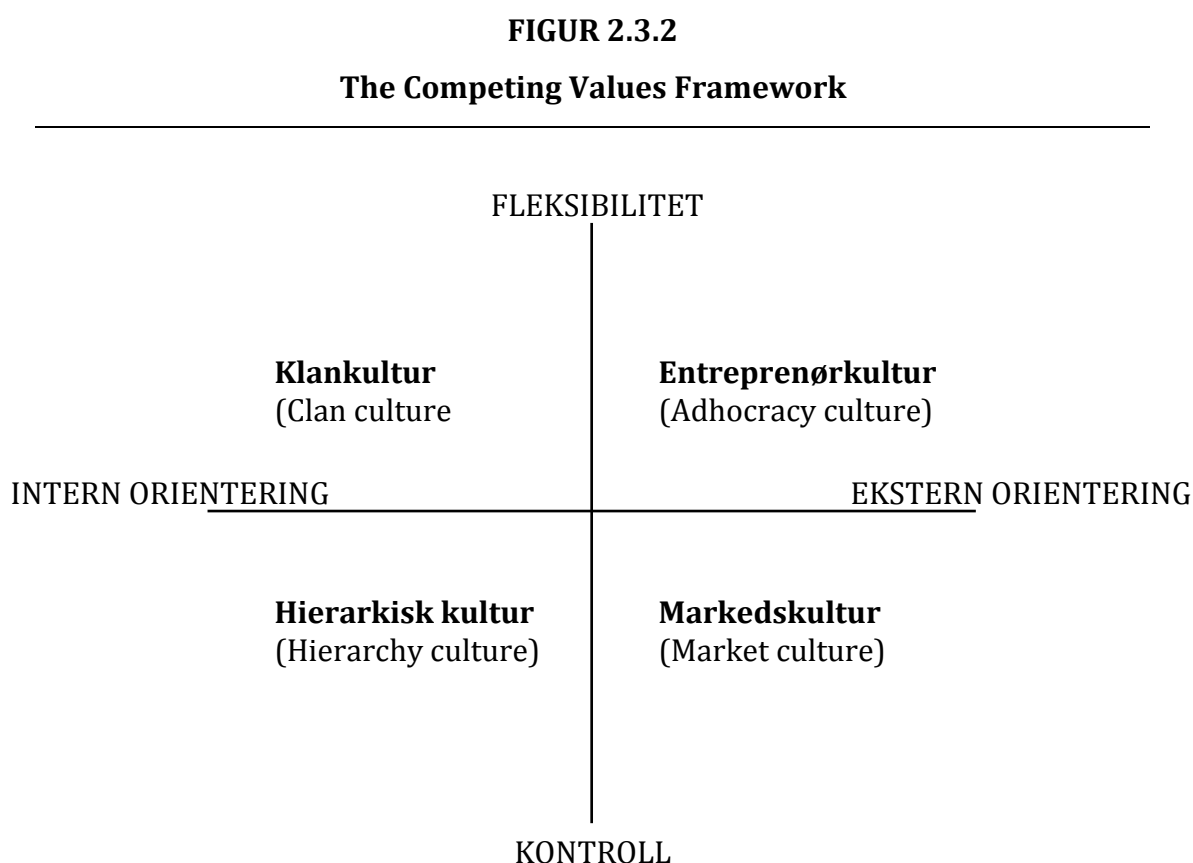 FIGUR 2.3.2
The Competing Values Framework
FLEKSIBILITET
Klankultur
(Clan culture
Entreprenørkultur
(Adhocracy culture)
INTERN ORIENTERING
EKSTERN ORIENTERING
Hierarkisk kultur
(Hierarchy culture)
Markedskultur
(Market culture)
KONTROLL